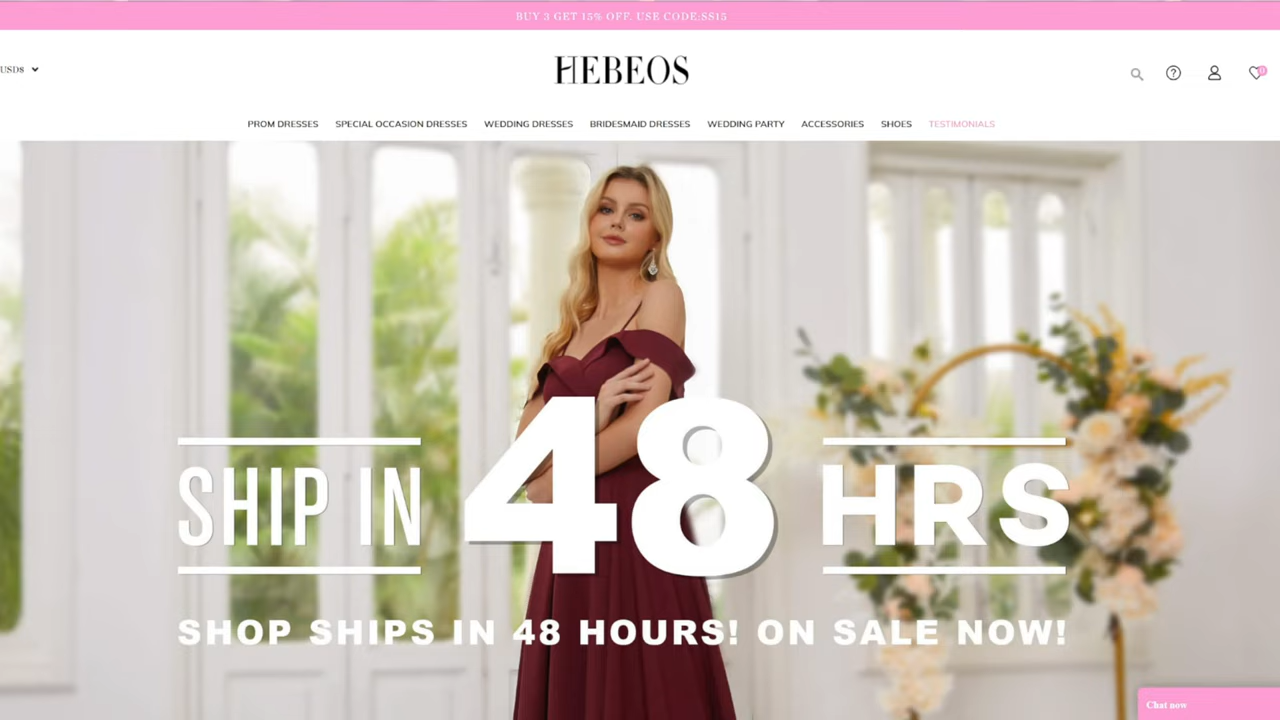 BUY 3 GET 15% OFF. USE CODE:SS15
USD$
HEBEOS
0
PROM DRESSES SPECIAL OCCASION DRESSES WEDDING DRESSES BRIDESMAID DRESSES WEDDING PARTY ACCESSORIES SHOES TESTIMONIALS
SHIP IN 48 HRS
SHOP SHIPS IN 48 HOURS! ON SALE NOW!
Chat now